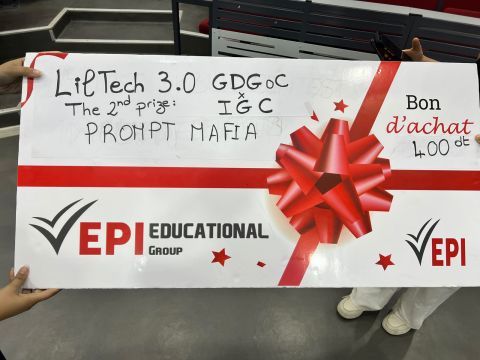 LilTech 3.0 GDGoC
x
The 2nd prize: IGC
PROMPT MAFIA
Bon
d'achat
400 dt
EPI EDUCATIONAL
GROUP
EPI